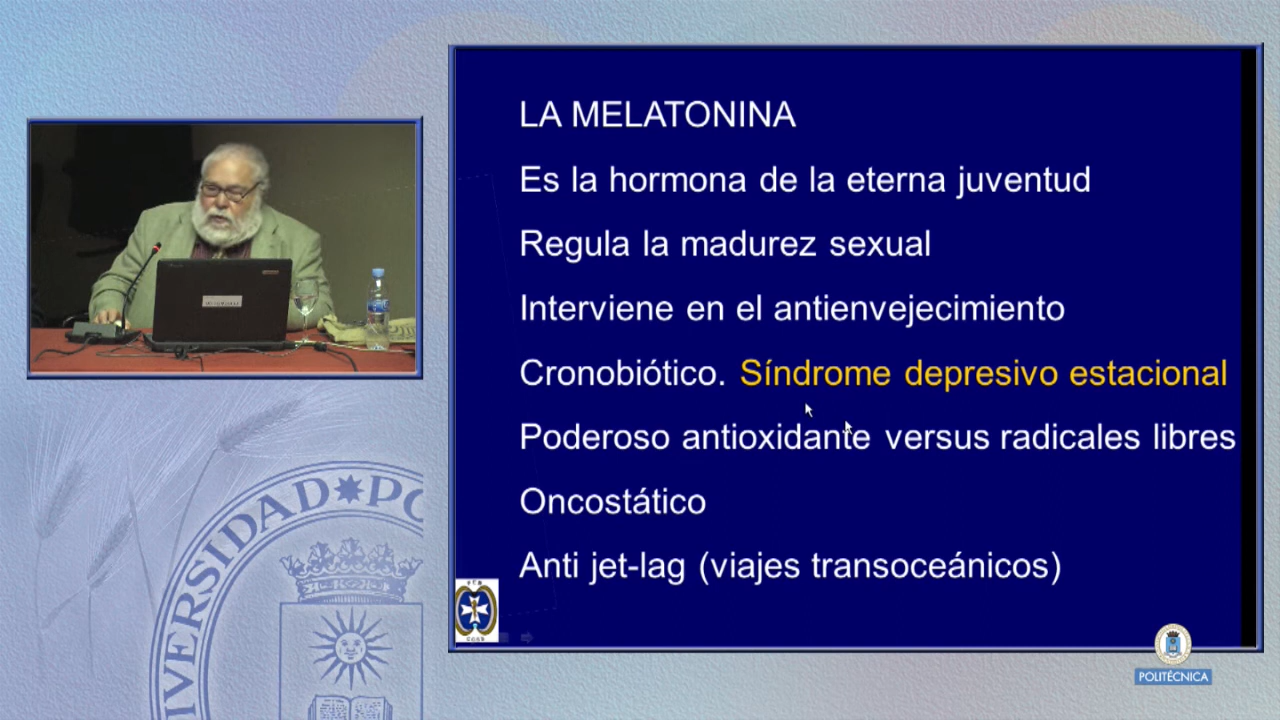 LA MELATONINA
Es la hormona de la eterna juventud
Regula la madurez sexual
Interviene en el antienvejecimiento
Cronobiótico. Síndrome depresivo estacional
Poderoso antioxidante versus radicales libres
Oncostático
Anti jet-lag (viajes transoceánicos)
POLITÉCNICA